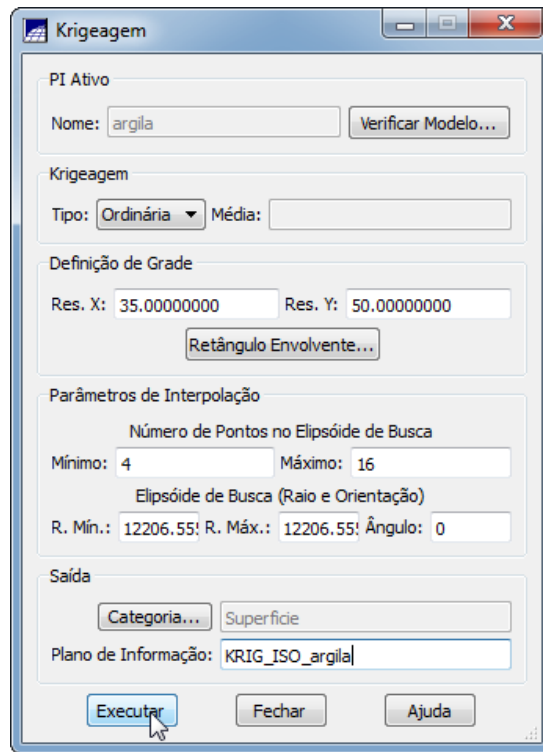 Krigeagem
PI Ativo
Nome: argila Verificar Modelo...
Krigeagem
Tipo: Ordinária Média:
Definição de Grade
Res. X: 35.00000000 Res. Y: 50.00000000
Retângulo Envolvente...
Parâmetros de Interpolação
Número de Pontos no Elipsóide de Busca
Mínimo: 4 Máximo: 16
Elipsóide de Busca (Raio e Orientação)
R. Mín.: 12206.55 R. Máx.: 12206.55 Ângulo: 0
Saída
Categoria... Superficie
Plano de Informação: KRIG_ISO_argila
Executar Fechar Ajuda